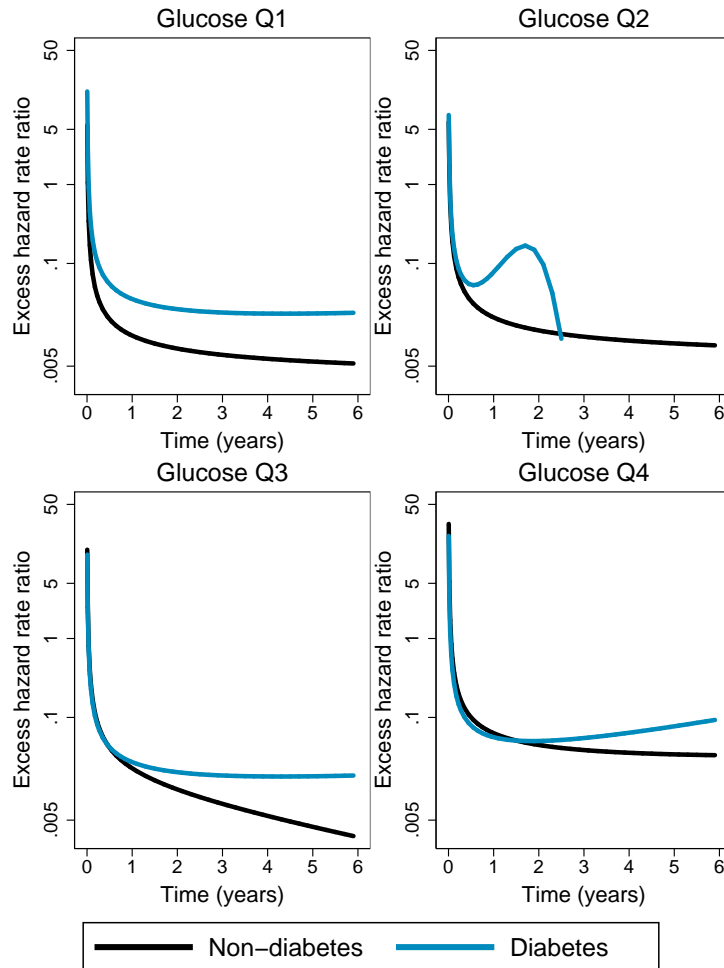 Glucose Q1
Glucose Q2
Excess hazard rate ratio
50
5
1
.1
.005
0 1 2 3 4 5 6
Time (years)
Excess hazard rate ratio
50
5
1
.1
.005
0 1 2 3 4 5 6
Time (years)
Glucose Q3
Glucose Q4
Excess hazard rate ratio
50
5
1
.1
.005
0 1 2 3 4 5 6
Time (years)
Excess hazard rate ratio
50
5
1
.1
.005
0 1 2 3 4 5 6
Time (years)
Non−diabetes
Diabetes